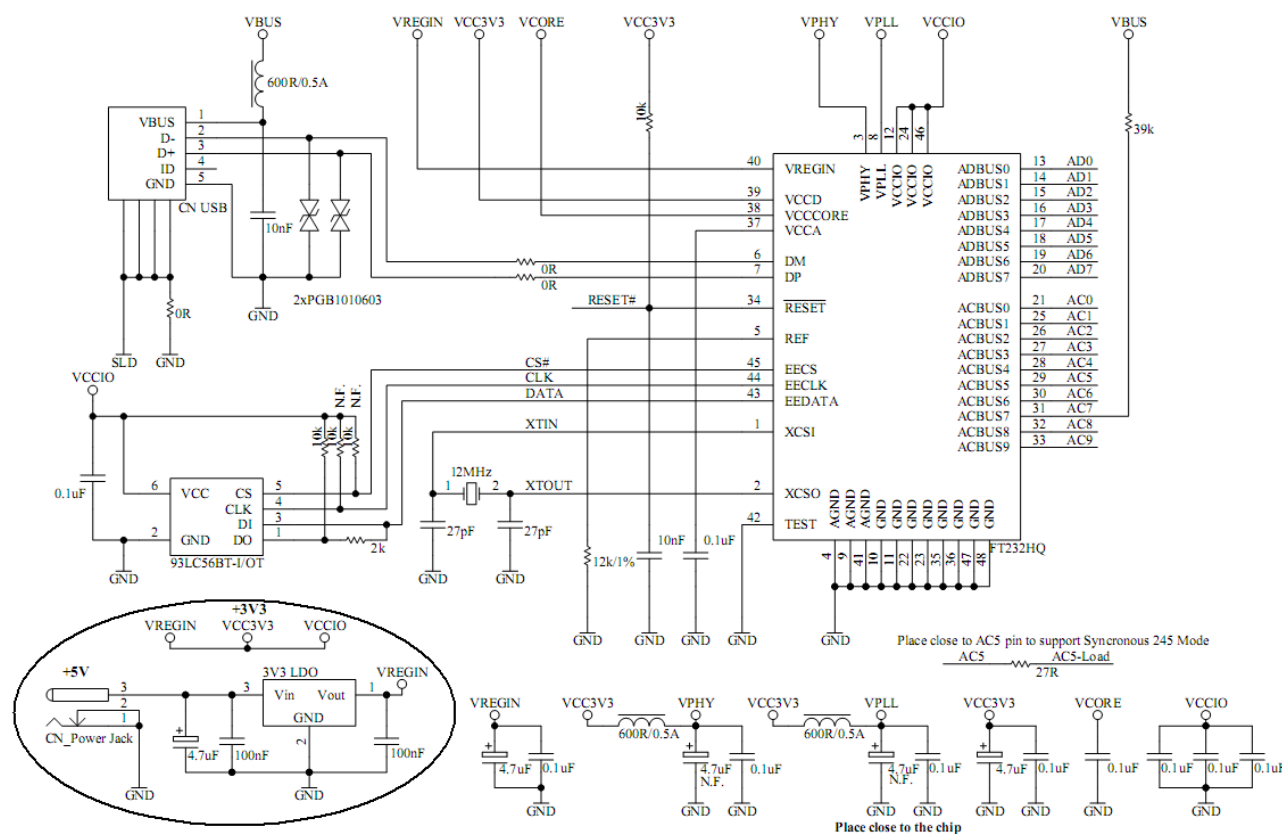 VBUS
VREGIN
VCC3V3
VCORE
VCC3V3
VPHY
VPLL
VCCIO
VBUS
600R/0.5A
10k
39k
VBUS 1
D- 2
D+ 3
ID 4
GND 5
CN USB
10nF
2xPGB1010603
0R
SLD
GND
GND
3 8 12 24 46
VPHY VPLL VCCIO VCCIO VCCIO
40 VREGIN
39 VCCD
38 VCCCORE
37 VCCA
0R 6 DM
0R 7 DP
RESET# 34 RESET
5 REF
CS# 45 EECS
CLK 44 EECLK
DATA 43 EEDATA
XTIN 1 XCSI
XTOUT 2 XCSO
42 TEST
ADBUS0 13 AD0
ADBUS1 14 AD1
ADBUS2 15 AD2
ADBUS3 16 AD3
ADBUS4 17 AD4
ADBUS5 18 AD5
ADBUS6 19 AD6
ADBUS7 20 AD7
ACBUS0 21 AC0
ACBUS1 25 AC1
ACBUS2 26 AC2
ACBUS3 27 AC3
ACBUS4 28 AC4
ACBUS5 29 AC5
ACBUS6 30 AC6
ACBUS7 31 AC7
ACBUS8 32 AC8
ACBUS9 33 AC9
AGND AGND AGND GND GND GND GND GND GND GND GND
4 9 41 10 11 22 23 35 36 47 48
FT232HQ
GND
VCCIO
0.1uF
10k 10k 10k
N.F. N.F.
6 VCC CS 5
CLK 4
DI 3
2 GND DO 1
2k
93LC56BT-I/OT
GND
12MHz
1 2
27pF
27pF
GND
GND
12k/1%
10nF
0.1uF
GND
GND
GND
GND
+3V3
VREGIN
VCC3V3
VCCIO
+5V
3V3 LDO
3 3 Vin Vout 1 VREGIN
2
1
GND
2
CN_Power Jack
4.7uF
100nF
100nF
GND
GND
Place close to AC5 pin to support Syncronous 245 Mode
AC5 AC5-Load
27R
VREGIN
+
4.7uF
0.1uF
GND
VCC3V3
VPHY
600R/0.5A
+
4.7uF
N.F.
0.1uF
GND
GND
VCC3V3
VPLL
600R/0.5A
+
4.7uF
N.F.
0.1uF
GND
GND
VCC3V3
+
4.7uF
0.1uF
GND
GND
VCORE
0.1uF
GND
VCCIO
0.1uF
0.1uF
0.1uF
GND
Place close to the chip